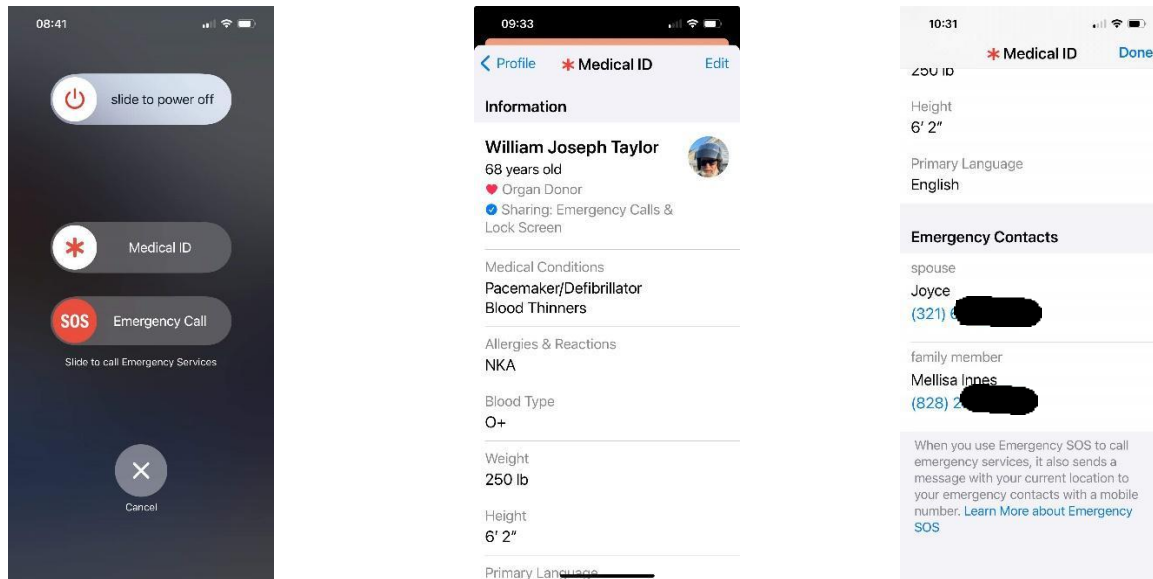 08:41
slide to power off
Medical ID
SOS Emergency Call
Slide to call Emergency Services
Cancel
09:33
Profile * Medical ID Edit
Information
William Joseph Taylor
68 years old
Organ Donor
Sharing: Emergency Calls &
Lock Screen
Medical Conditions
Pacemaker/Defibrillator
Blood Thinners
Allergies & Reactions
NKA
Blood Type
O+
Weight
250 lb
Height
6' 2"
Primary Language
10:31
* Medical ID Done
250 lb
Height
6' 2"
Primary Language
English
Emergency Contacts
spouse
Joyce
(321)
family member
Mellisa Innes
(828) 2
When you use Emergency SOS to call
emergency services, it also sends a
message with your current location to
your emergency contacts with a mobile
number. Learn More about Emergency
SOS